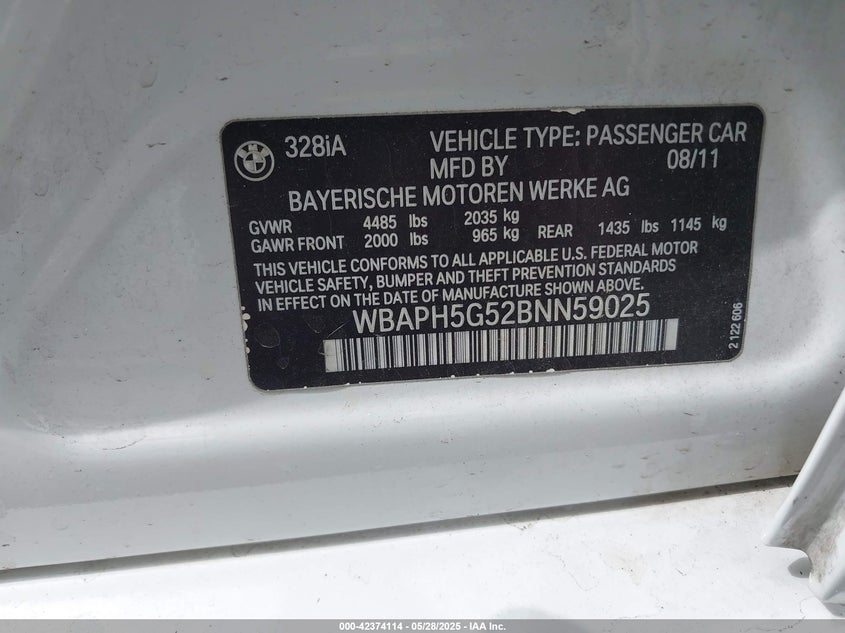 328iA VEHICLE TYPE: PASSENGER CAR
MFD BY 08/11
BAYERISCHE MOTOREN WERKE AG
GVWR 4485 lbs 2035 kg
GAWR FRONT 2000 lbs 965 kg REAR 1435 lbs 1145 kg
THIS VEHICLE CONFORMS TO ALL APPLICABLE U.S. FEDERAL MOTOR
VEHICLE SAFETY, BUMPER AND THEFT PREVENTION STANDARDS
IN EFFECT ON THE DATE OF MANUFACTURE SHOWN ABOVE.
WBAPH5G52BNN59025
2 122 606
000-42374114 - 05/28/2025 - IAA Inc.